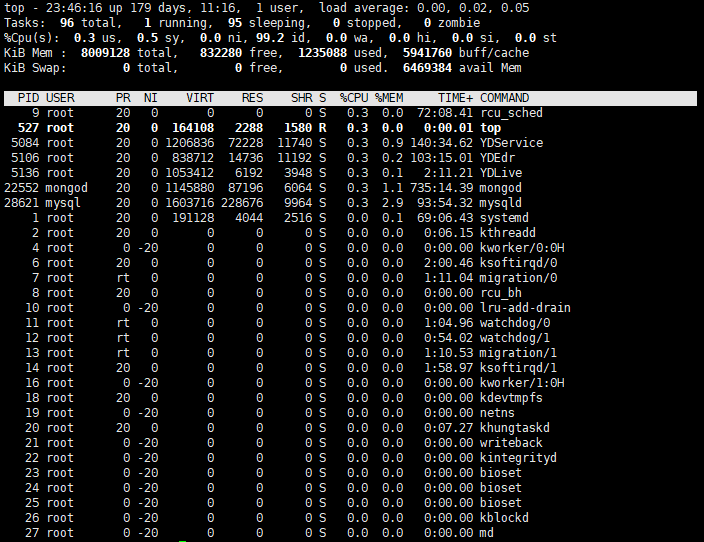 top - 23:46:16 up 179 days, 11:16,  1 user,  load average: 0.00, 0.02, 0.05
Tasks:  96 total,   1 running,  95 sleeping,   0 stopped,   0 zombie
%Cpu(s):  0.3 us,  0.5 sy,  0.0 ni, 99.2 id,  0.0 wa,  0.0 hi,  0.0 si,  0.0 st
KiB Mem :  8009128 total,   832280 free,  1235088 used,  5941760 buff/cache
KiB Swap:        0 total,        0 free,        0 used.  6469384 avail Mem
  PID USER      PR  NI    VIRT    RES    SHR S  %CPU %MEM     TIME+ COMMAND
    9 root      20   0       0      0      0 S   0.3  0.0  72:08.41 rcu_sched
  527 root      20   0  164108   2288   1580 R   0.3  0.0   0:00.01 top
 5084 root      20   0 1206836  72228  11740 S   0.3  0.9 140:34.62 YDService
 5106 root      20   0  838712  14736  11192 S   0.3  0.2 103:15.01 YDEdr
 5136 root      20   0 1053412   6192   3948 S   0.3  0.1   2:11.21 YDLive
22552 mongod    20   0 1145880  87196   6064 S   0.3  1.1 735:14.39 mongod
28621 mysql     20   0 1603716 228676   9964 S   0.3  2.9  93:54.32 mysqld
    1 root      20   0  191128   4044   2516 S   0.0  0.1  69:06.43 systemd
    2 root      20   0       0      0      0 S   0.0  0.0   0:06.15 kthreadd
    4 root       0 -20       0      0      0 S   0.0  0.0   0:00.00 kworker/0:0H
    6 root      20   0       0      0      0 S   0.0  0.0   2:00.46 ksoftirqd/0
    7 root      rt   0       0      0      0 S   0.0  0.0   1:11.04 migration/0
    8 root      20   0       0      0      0 S   0.0  0.0   0:00.00 rcu_bh
   10 root       0 -20       0      0      0 S   0.0  0.0   0:00.00 lru-add-drain
   11 root      rt   0       0      0      0 S   0.0  0.0   1:04.96 watchdog/0
   12 root      rt   0       0      0      0 S   0.0  0.0   0:54.02 watchdog/1
   13 root      rt   0       0      0      0 S   0.0  0.0   1:10.53 migration/1
   14 root      20   0       0      0      0 S   0.0  0.0   1:58.97 ksoftirqd/1
   16 root       0 -20       0      0      0 S   0.0  0.0   0:00.00 kworker/1:0H
   18 root      20   0       0      0      0 S   0.0  0.0   0:00.00 kdevtmpfs
   19 root       0 -20       0      0      0 S   0.0  0.0   0:00.00 netns
   20 root      20   0       0      0      0 S   0.0  0.0   0:07.27 khungtaskd
   21 root       0 -20       0      0      0 S   0.0  0.0   0:00.00 writeback
   22 root       0 -20       0      0      0 S   0.0  0.0   0:00.00 kintegrityd
   23 root       0 -20       0      0      0 S   0.0  0.0   0:00.00 bioset
   24 root       0 -20       0      0      0 S   0.0  0.0   0:00.00 bioset
   25 root       0 -20       0      0      0 S   0.0  0.0   0:00.00 bioset
   26 root       0 -20       0      0      0 S   0.0  0.0   0:00.00 kblockd
   27 root       0 -20       0      0      0 S   0.0  0.0   0:00.00 md